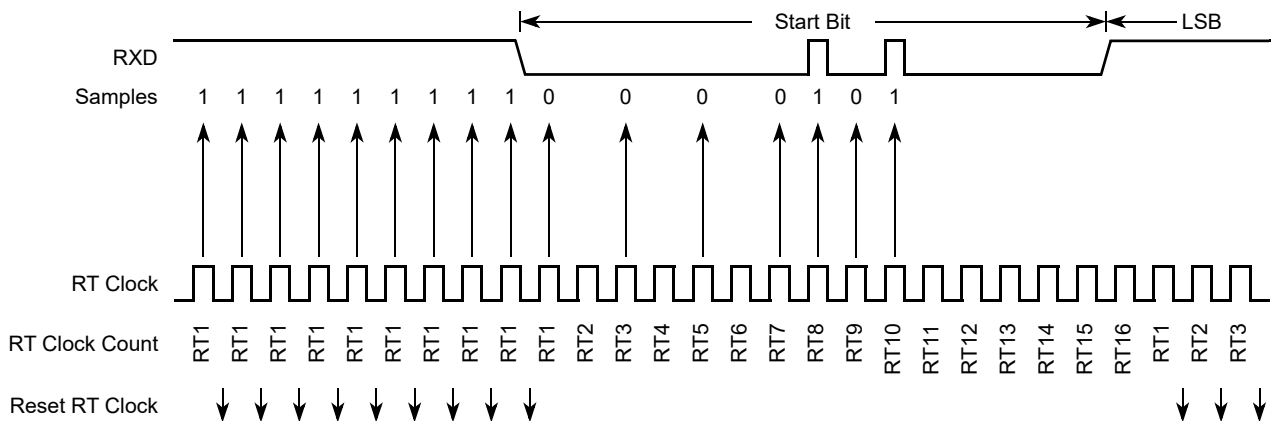 Start Bit
LSB
RXD
Samples 1 1 1 1 1 1 1 1 1 0 0 0 0 1 0 1
RT Clock
RT Clock Count RT1 RT1 RT1 RT1 RT1 RT1 RT1 RT1 RT1 RT1 RT2 RT3 RT4 RT5 RT6 RT7 RT8 RT9 RT10 RT11 RT12 RT13 RT14 RT15 RT16 RT1 RT2 RT3
Reset RT Clock